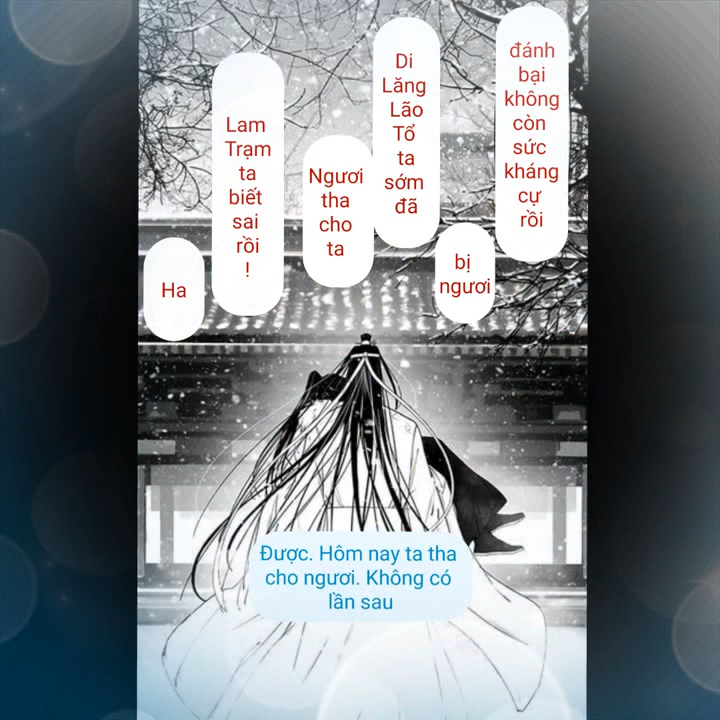 Ha
Lam
Trạm
ta
biết
sai
rồi
!
Ngươi
tha
cho
ta
Di
Lăng
Lão
Tổ
ta
sớm
đã
bị
ngươi
đánh
bại
không
còn
sức
kháng
cự
rồi
Được. Hôm nay ta tha
cho ngươi. Không có
lần sau